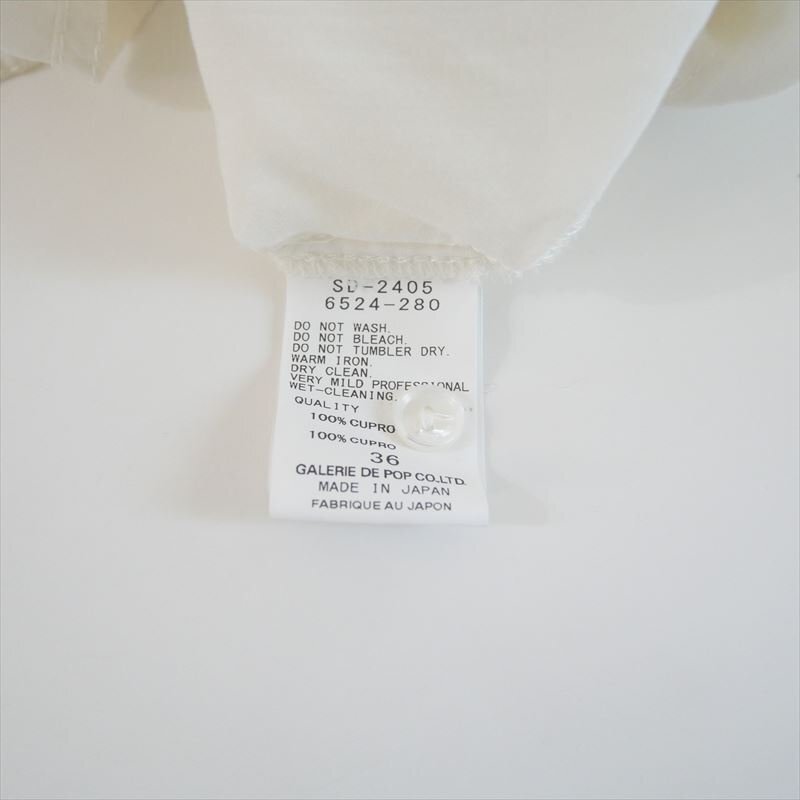 SD-2405
6524-280
DO NOT WASH.
DO NOT BLEACH.
DO NOT TUMBLER DRY.
WARM IRON.
DRY CLEAN.
VERY MILD PROFESSIONAL
WET-CLEANING.
QUALITY
100% CUPRO
100% CUPRO
36
GALERIE DE POP CO.LTD.
MADE IN JAPAN
FABRIQUE AU JAPON